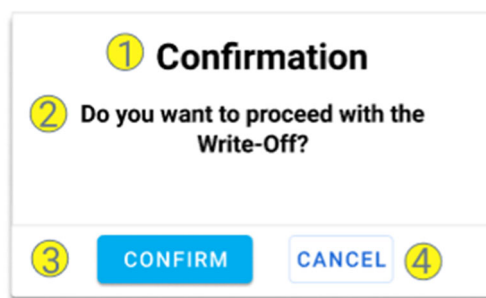 1 Confirmation
2 Do you want to proceed with the
Write-Off?
3 CONFIRM CANCEL 4